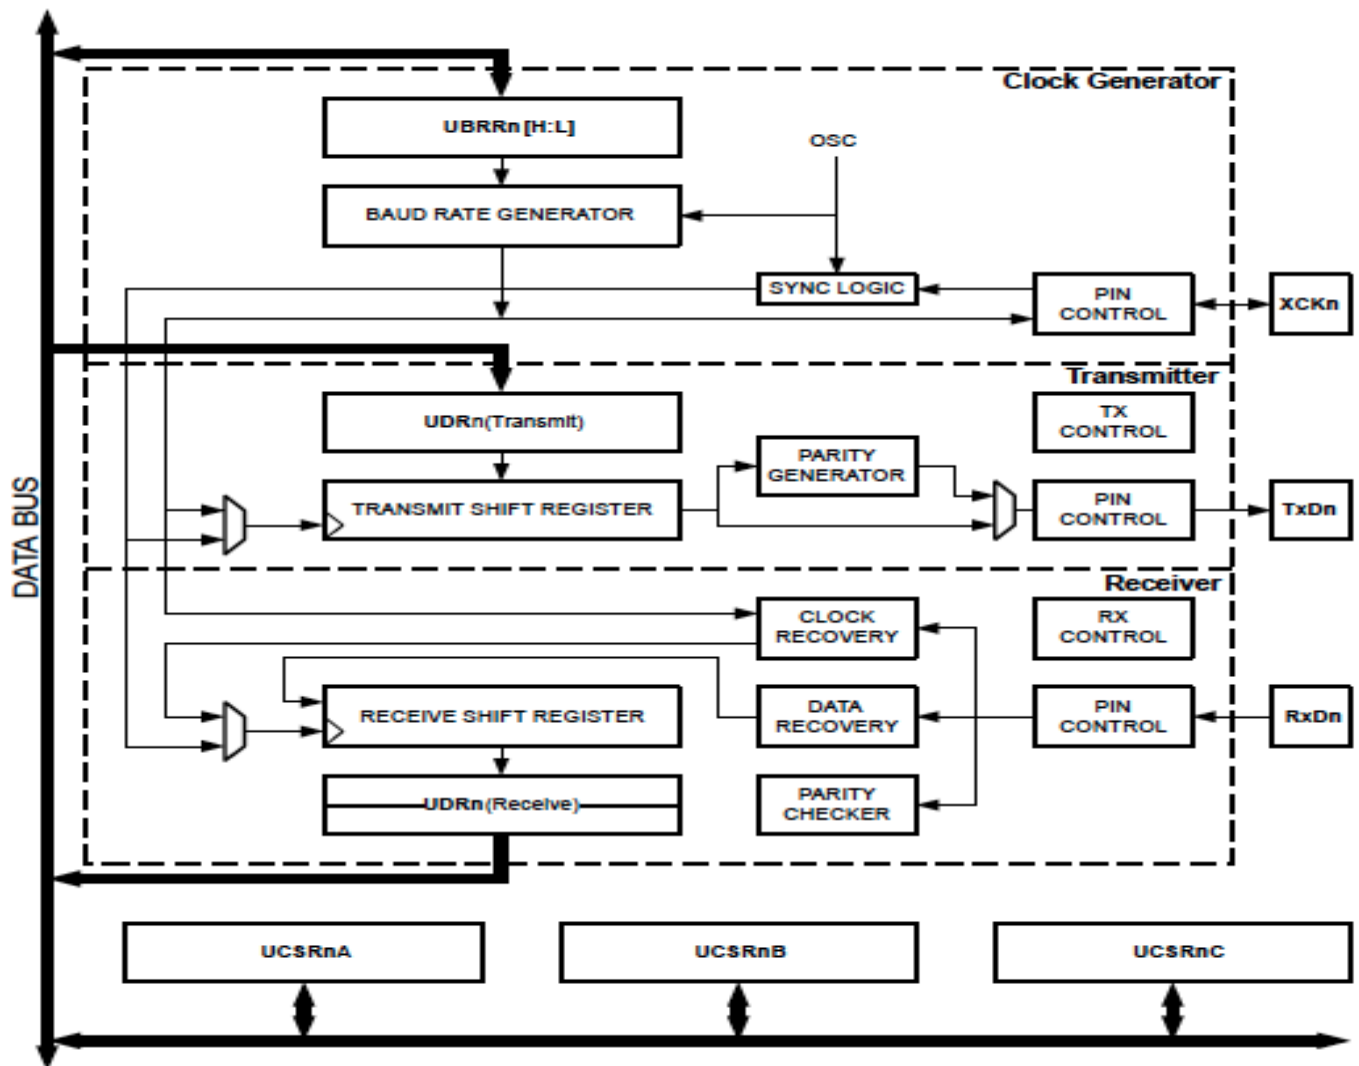 Clock Generator
UBRRn [H:L]
OSC
BAUD RATE GENERATOR
SYNC LOGIC
PIN
CONTROL
XCKn
Transmitter
UDRn(Transmit)
TX
CONTROL
PARITY
GENERATOR
TRANSMIT SHIFT REGISTER
PIN
CONTROL
TxDn
DATA BUS
Receiver
CLOCK
RECOVERY
RX
CONTROL
RECEIVE SHIFT REGISTER
DATA
RECOVERY
PIN
CONTROL
RxDn
UDRn(Receive)
PARITY
CHECKER
UCSRnA
UCSRnB
UCSRnC